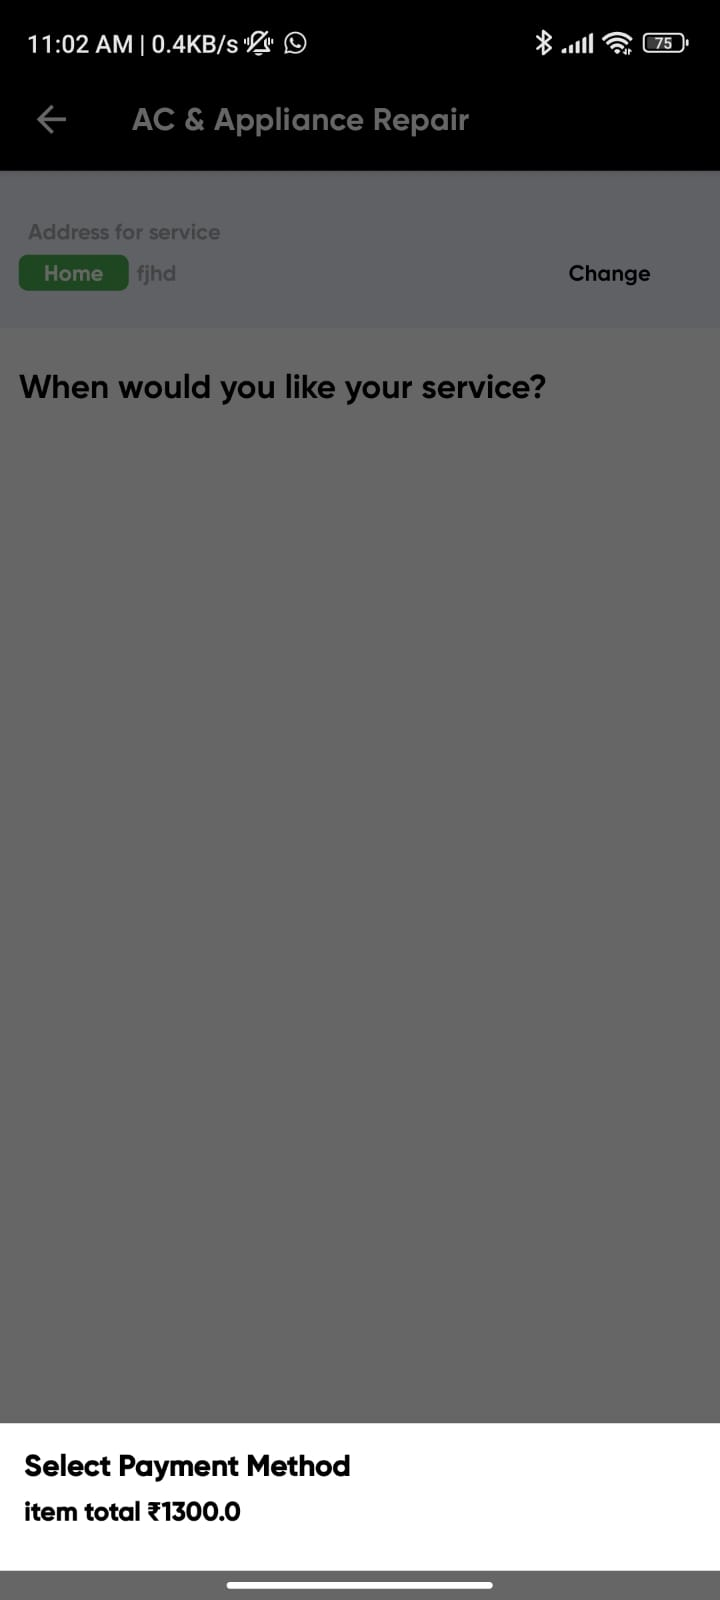 11:02 AM | 0.4KB/s
75
AC & Appliance Repair
Address for service
Home fjhd Change
When would you like your service?
Select Payment Method
item total ₹1300.0